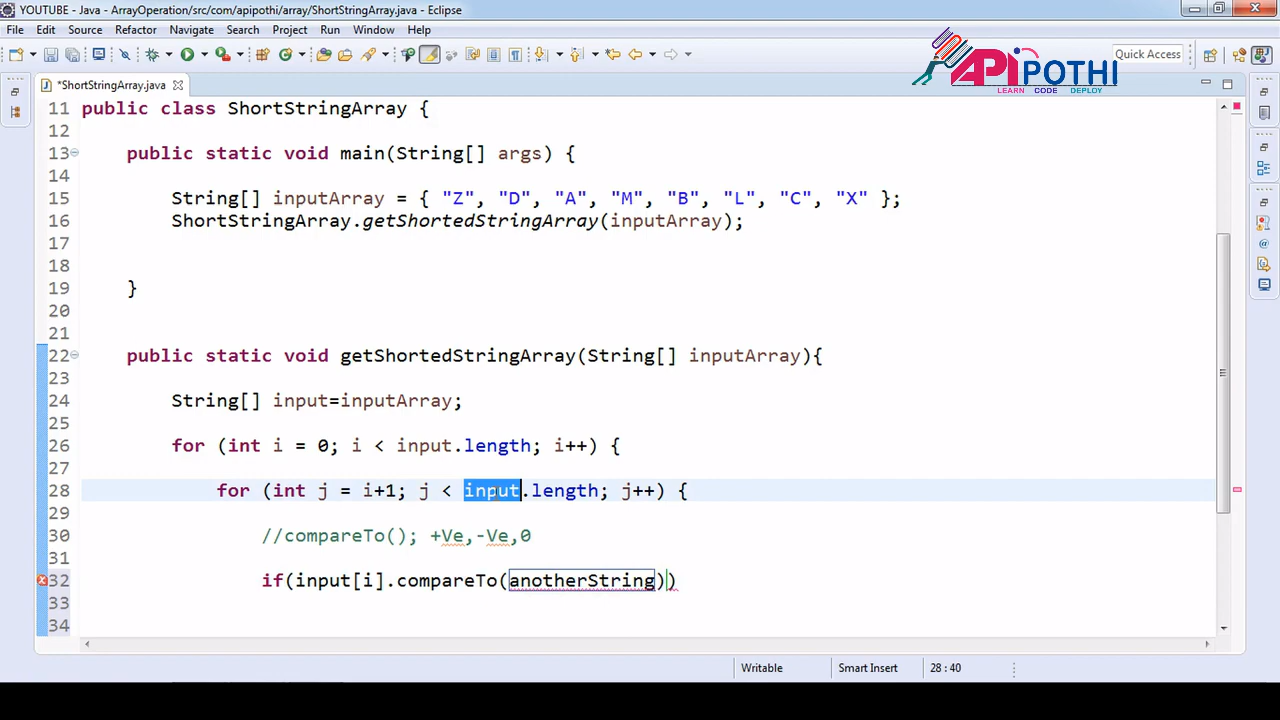 YOUTUBE - Java - ArrayOperation/src/com/apipothi/array/ShortStringArray.java - Eclipse
File Edit Source Refactor Navigate Search Project Run Window Help
Quick Access
APIPOTHI
LEARN CODE DEPLOY
*ShortStringArray.java
11 public class ShortStringArray {
12
13 public static void main(String[] args) {
14
15 String[] inputArray = { "Z", "D", "A", "M", "B", "L", "C", "X" };
16 ShortStringArray.getShortedStringArray(inputArray);
17
18
19 }
20
21
22 public static void getShortedStringArray(String[] inputArray){
23
24 String[] input=inputArray;
25
26 for (int i = 0; i < input.length; i++) {
27
28 for (int j = i+1; j < input.length; j++) {
29
30 //compareTo(); +Ve,-Ve,0
31
32 if(input[i].compareTo(anotherString))
33
34
Writable Smart Insert 28 : 40